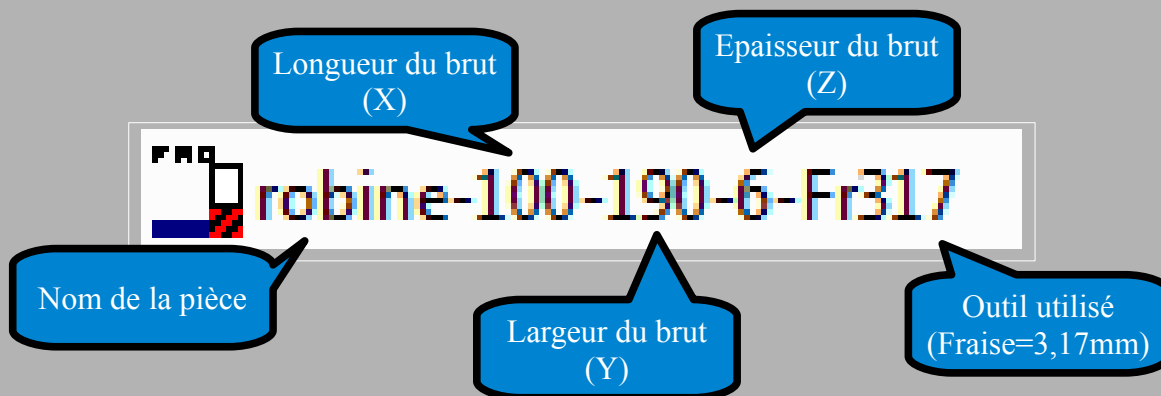 Longueur du brut
(X)
Epaisseur du brut
(Z)
FAO
robine-100-190-6-Fr317
Nom de la pièce
Largeur du brut
(Y)
Outil utilisé
(Fraise=3,17mm)